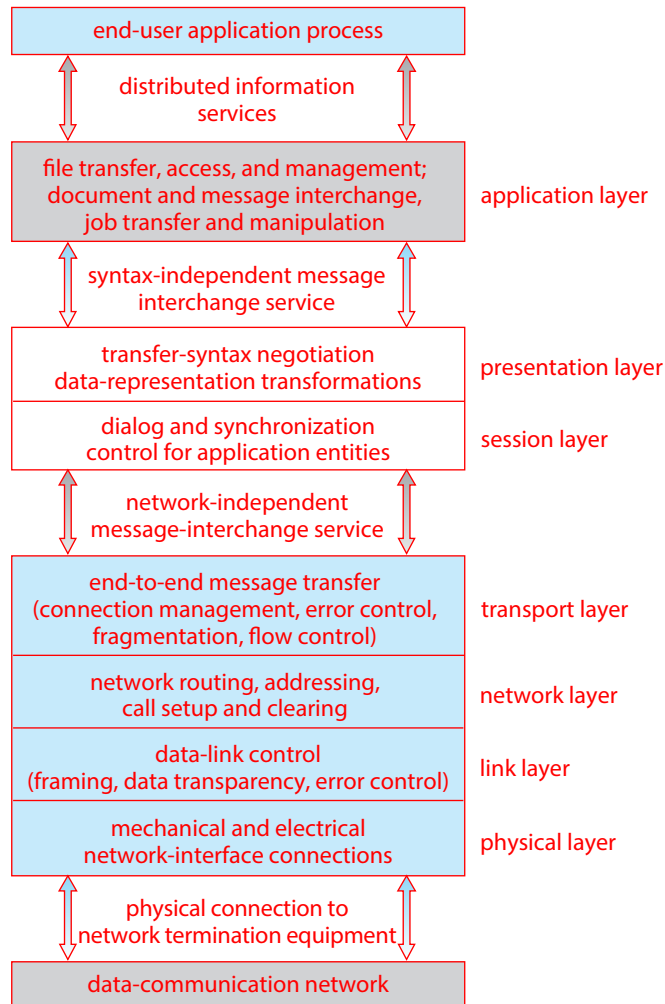 end-user application process
distributed information
services
file transfer, access, and management;
document and message interchange,
job transfer and manipulation
application layer
syntax-independent message
interchange service
transfer-syntax negotiation
data-representation transformations
presentation layer
dialog and synchronization
control for application entities
session layer
network-independent
message-interchange service
end-to-end message transfer
(connection management, error control,
fragmentation, flow control)
transport layer
network routing, addressing,
call setup and clearing
network layer
data-link control
(framing, data transparency, error control)
link layer
mechanical and electrical
network-interface connections
physical layer
physical connection to
network termination equipment
data-communication network